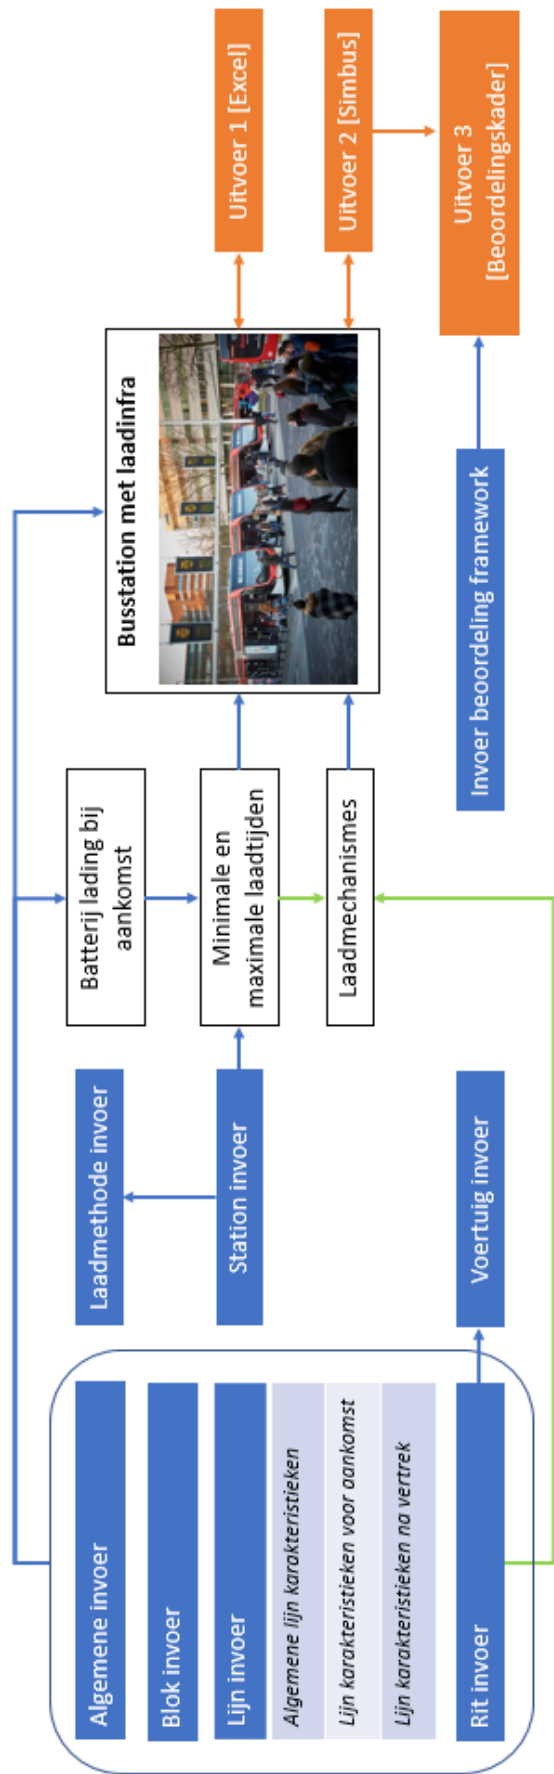 Algemene invoer
Blok invoer
Lijn invoer
Algemene lijn karakteristieken
Lijn karakteristieken voor aankomst
Lijn karakteristieken na vertrek
Rit invoer
Laadmethode invoer
Station invoer
Voertuig invoer
Batterij lading bij
aankomst
Minimale en
maximale laadtijden
Laadmechanismes
Busstation met laadinfra
Invoer beoordeling framework
Uitvoer 1 [Excel]
Uitvoer 2 [Simbus]
Uitvoer 3
[Beoordelingskader]